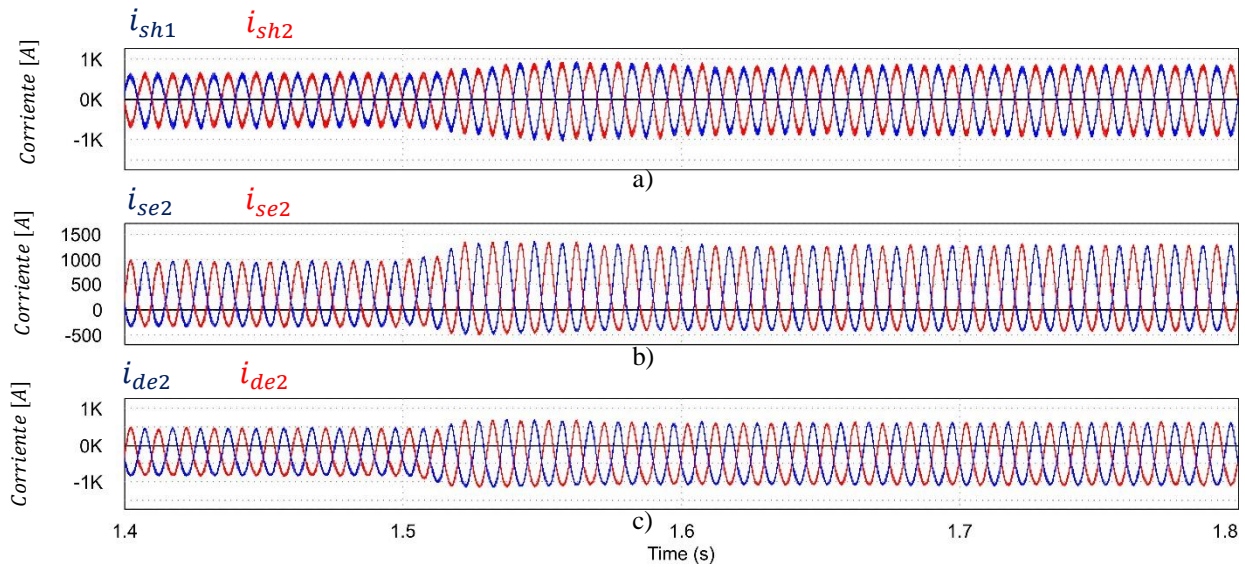 i_sh1 i_sh2
Corriente [A]
1K
0K
-1K
a)
i_se2 i_se2
Corriente [A]
1500
1000
500
0
-500
b)
i_de2 i_de2
Corriente [A]
1K
0K
-1K
c)
1.4 1.5 1.6 1.7 1.8
Time (s)